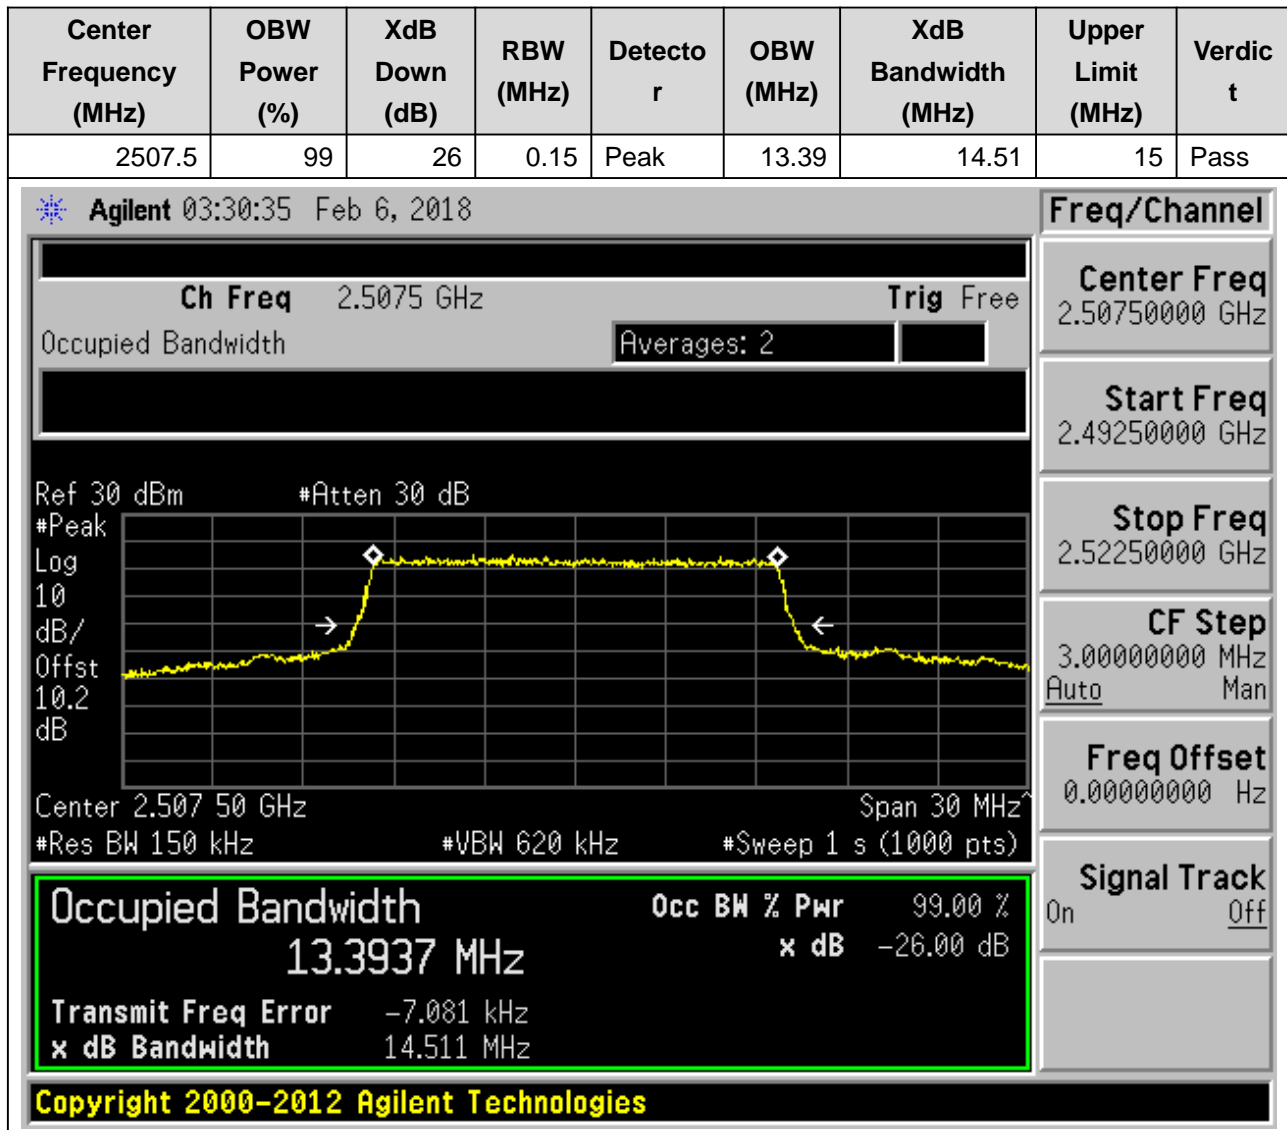 Center Frequency (MHz) OBW Power (%) XdB Down (dB) RBW (MHz) Detecto r OBW (MHz) XdB Bandwidth (MHz) Upper Limit (MHz) Verdic t
2507.5 99 26 0.15 Peak 13.39 14.51 15 Pass
Agilent 03:30:35 Feb 6, 2018
Ch Freq 2.5075 GHz Trig Free
Occupied Bandwidth Averages: 2
Ref 30 dBm #Atten 30 dB
#Peak
Log
10
dB/
Offst
10.2
dB
Center 2.507 50 GHz Span 30 MHz^
#Res BW 150 kHz #VBW 620 kHz #Sweep 1 s (1000 pts)
Occupied Bandwidth Occ BW % Pwr 99.00 %
13.3937 MHz x dB -26.00 dB
Transmit Freq Error -7.081 kHz
x dB Bandwidth 14.511 MHz
Copyright 2000-2012 Agilent Technologies
Freq/Channel
Center Freq
2.50750000 GHz
Start Freq
2.49250000 GHz
Stop Freq
2.52250000 GHz
CF Step
3.00000000 MHz
Auto Man
Freq Offset
0.00000000 Hz
Signal Track
On Off